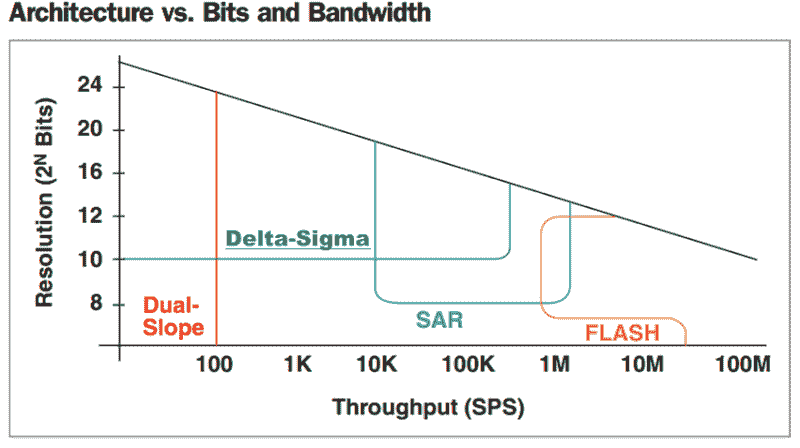 Architecture vs. Bits and Bandwidth
Resolution (2^N Bits)
24
20
16
12
10
8
Delta-Sigma
Dual-
Slope
SAR
FLASH
100 1K 10K 100K 1M 10M 100M
Throughput (SPS)